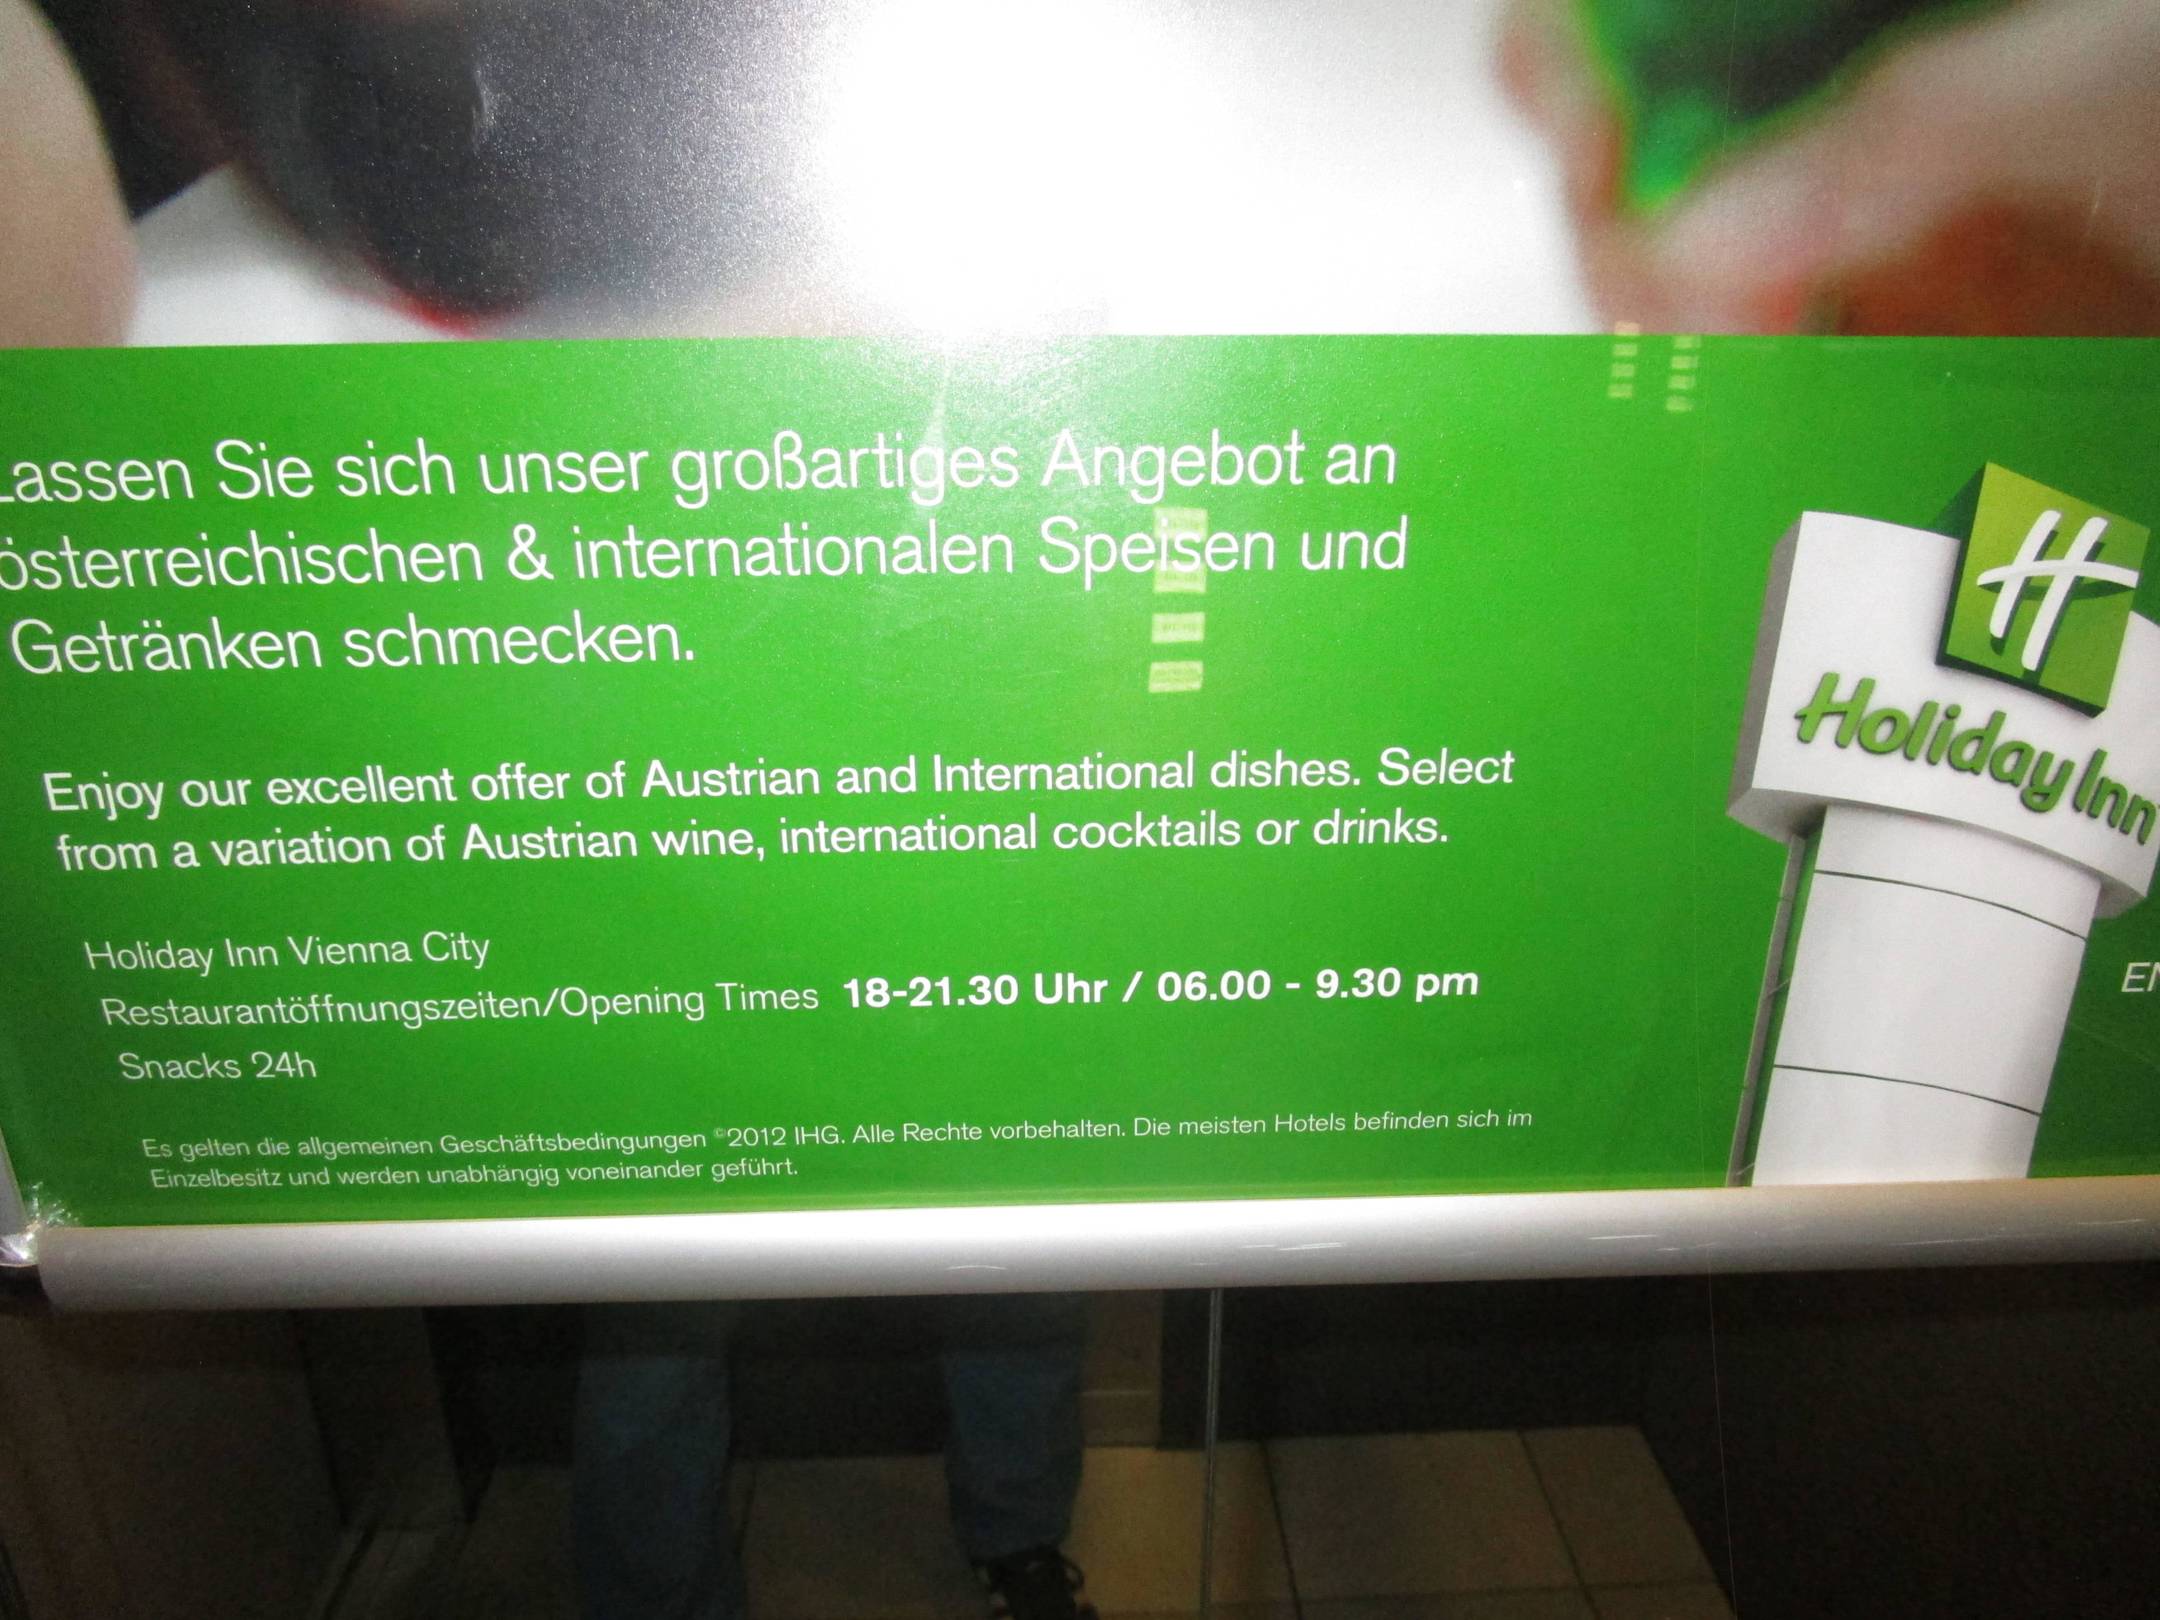 Lassen Sie sich unser großartiges Angebot an
österreichischen & internationalen Speisen und
Getränken schmecken.
Enjoy our excellent offer of Austrian and International dishes. Select
from a variation of Austrian wine, international cocktails or drinks.
Holiday Inn Vienna City
Restaurantöffnungszeiten/Opening Times 18-21.30 Uhr / 06.00 - 9.30 pm
Snacks 24h
Es gelten die allgemeinen Geschäftsbedingungen ©2012 IHG. Alle Rechte vorbehalten. Die meisten Hotels befinden sich im
Einzelbesitz und werden unabhängig voneinander geführt.
H
Holiday Inn